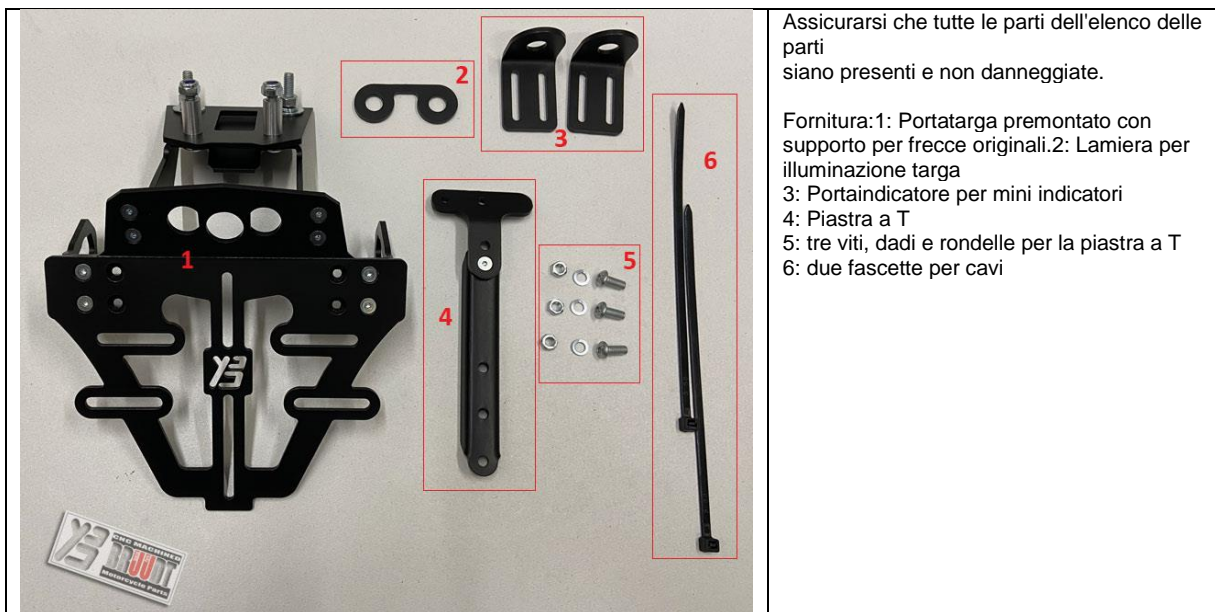 2
3
6
1
5
4
Y3
Y3
CNC MACHINED
MOUNT
Motorcycle Parts
Assicurarsi che tutte le parti dell'elenco delle
parti
siano presenti e non danneggiate.
Fornitura:1: Portatarga premontato con
supporto per frecce originali.2: Lamiera per
illuminazione targa
3: Portaindicatore per mini indicatori
4: Piastra a T
5: tre viti, dadi e rondelle per la piastra a T
6: due fascette per cavi